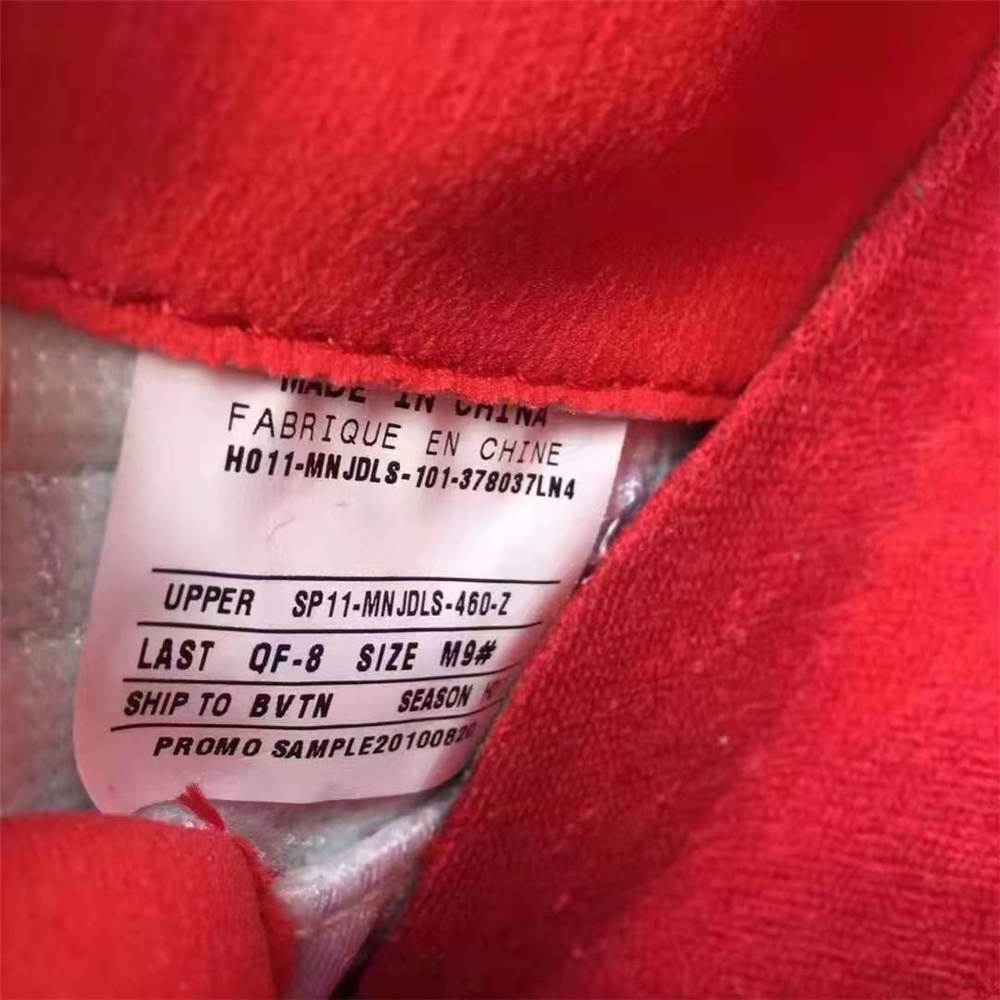 MADE IN CHINA
FABRIQUE EN CHINE
H011-MNJDLS-101-378037LN4
UPPER SP11-MNJDLS-460-Z
LAST QF-8 SIZE M9#
SHIP TO BVTN SEASON
PROMO SAMPLE20100820